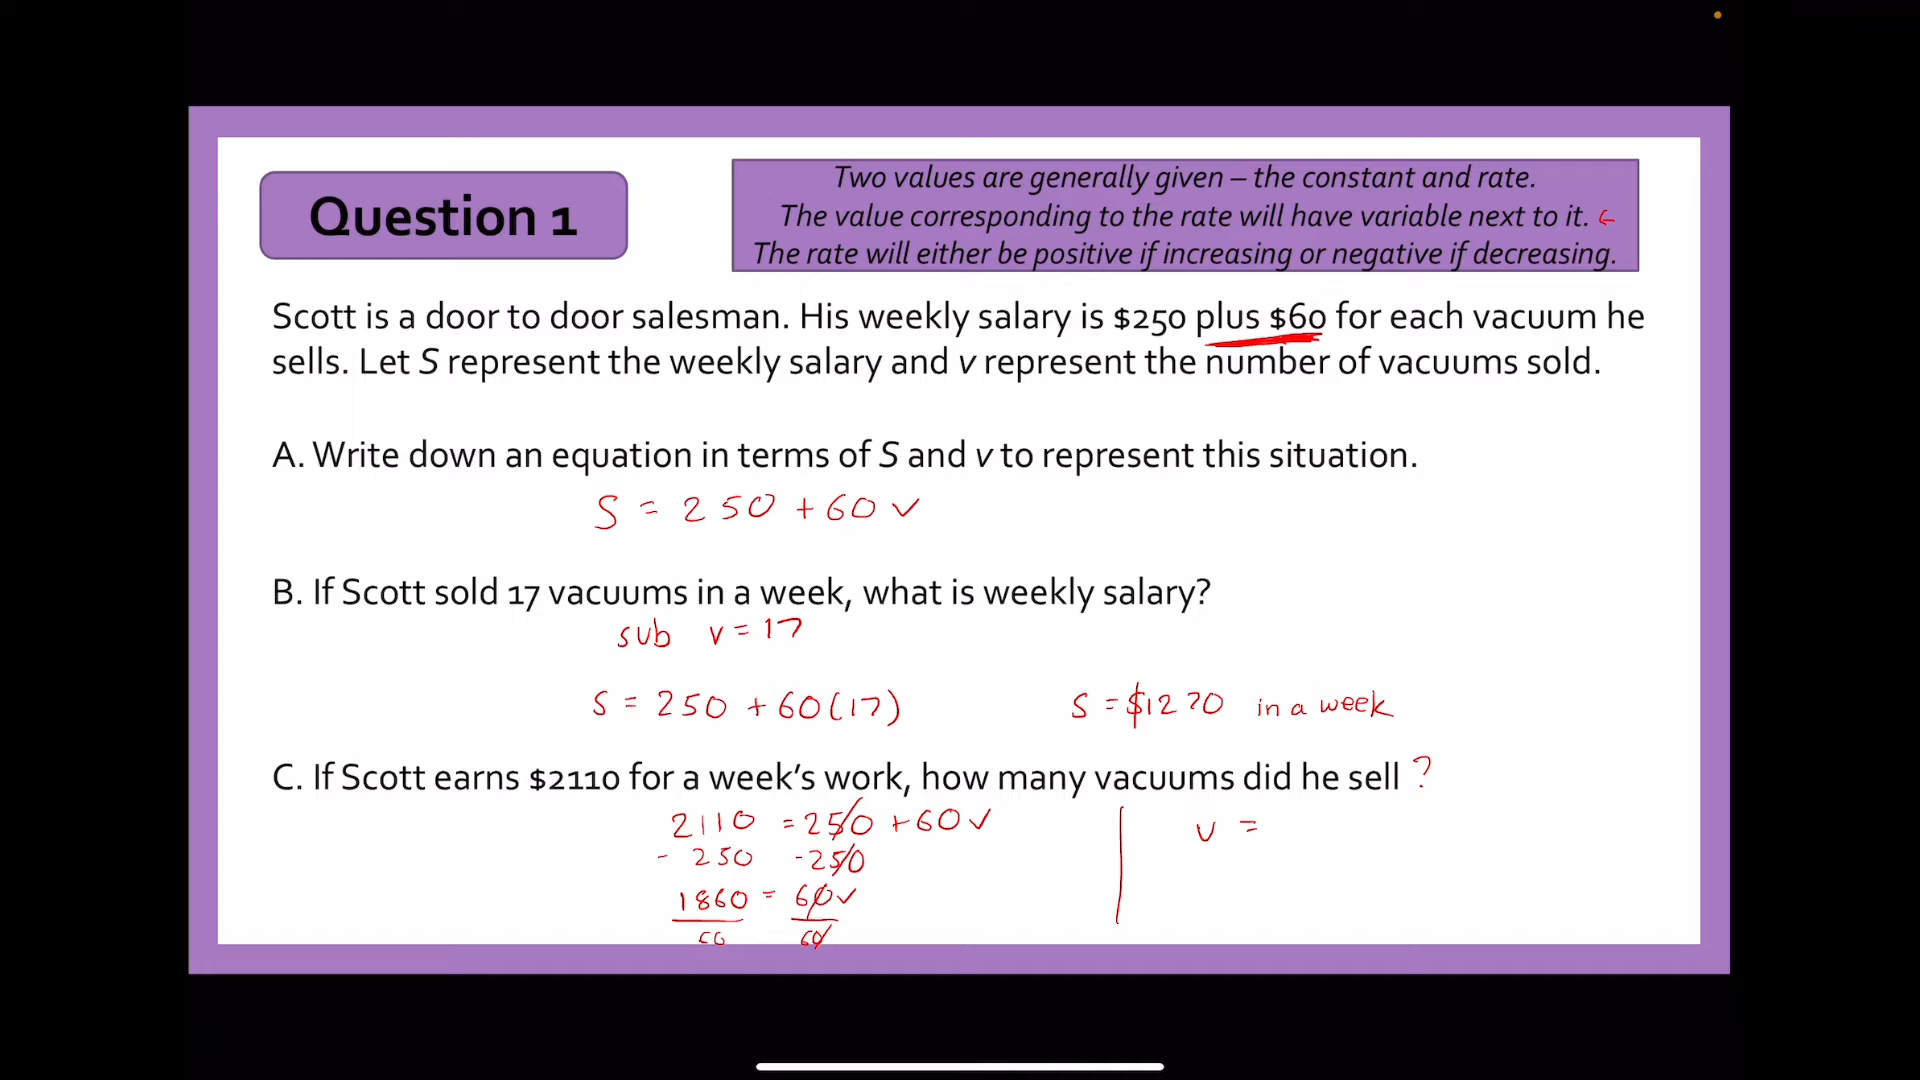 Question 1
Two values are generally given – the constant and rate.
The value corresponding to the rate will have variable next to it. ←
The rate will either be positive if increasing or negative if decreasing.
Scott is a door to door salesman. His weekly salary is $250 plus $60 for each vacuum he
sells. Let S represent the weekly salary and v represent the number of vacuums sold.
A. Write down an equation in terms of S and v to represent this situation.
S = 250 + 60v
B. If Scott sold 17 vacuums in a week, what is weekly salary?
sub v = 17
S = 250 + 60(17) S = $1270 in a week
C. If Scott earns $2110 for a week’s work, how many vacuums did he sell ?
2110 = 250 + 60v v =
- 250 -250
1860 = 60v
60 60